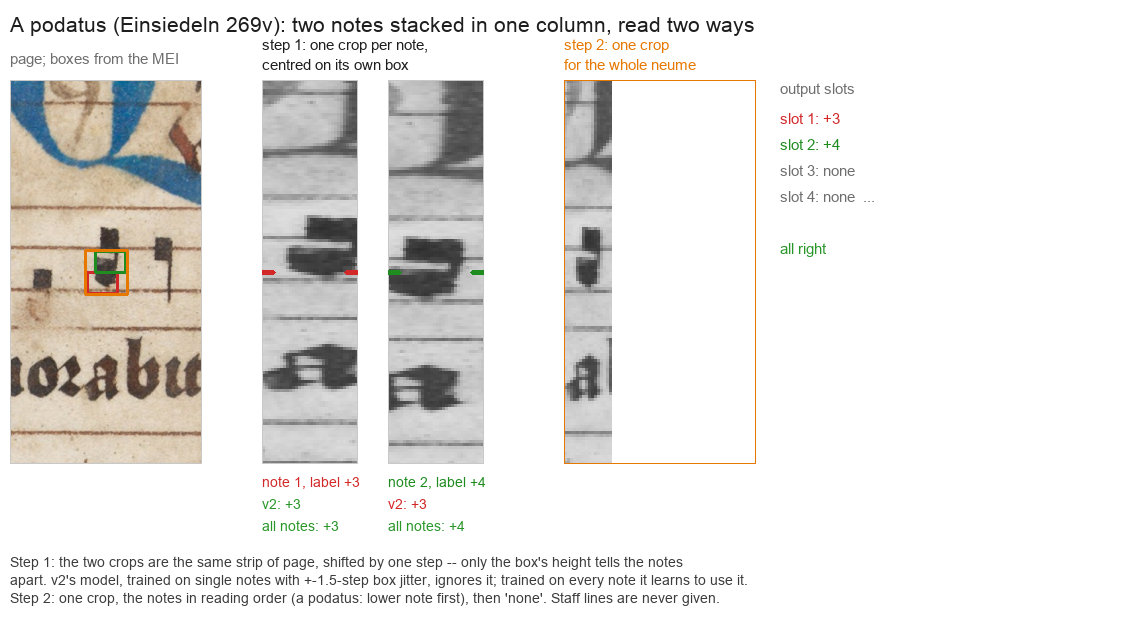 A podatus (Einsiedeln 269v): two notes stacked in one column, read two ways
page; boxes from the MEI
step 1: one crop per note,
centred on its own box
step 2: one crop
for the whole neume
output slots
slot 1: +3
slot 2: +4
slot 3: none
slot 4: none ...
all right
orabit
a
a
al
note 1, label +3
v2: +3
all notes: +3
note 2, label +4
v2: +3
all notes: +4
Step 1: the two crops are the same strip of page, shifted by one step -- only the box's height tells the notes
apart. v2's model, trained on single notes with +-1.5-step box jitter, ignores it; trained on every note it learns to use it.
Step 2: one crop, the notes in reading order (a podatus: lower note first), then 'none'. Staff lines are never given.